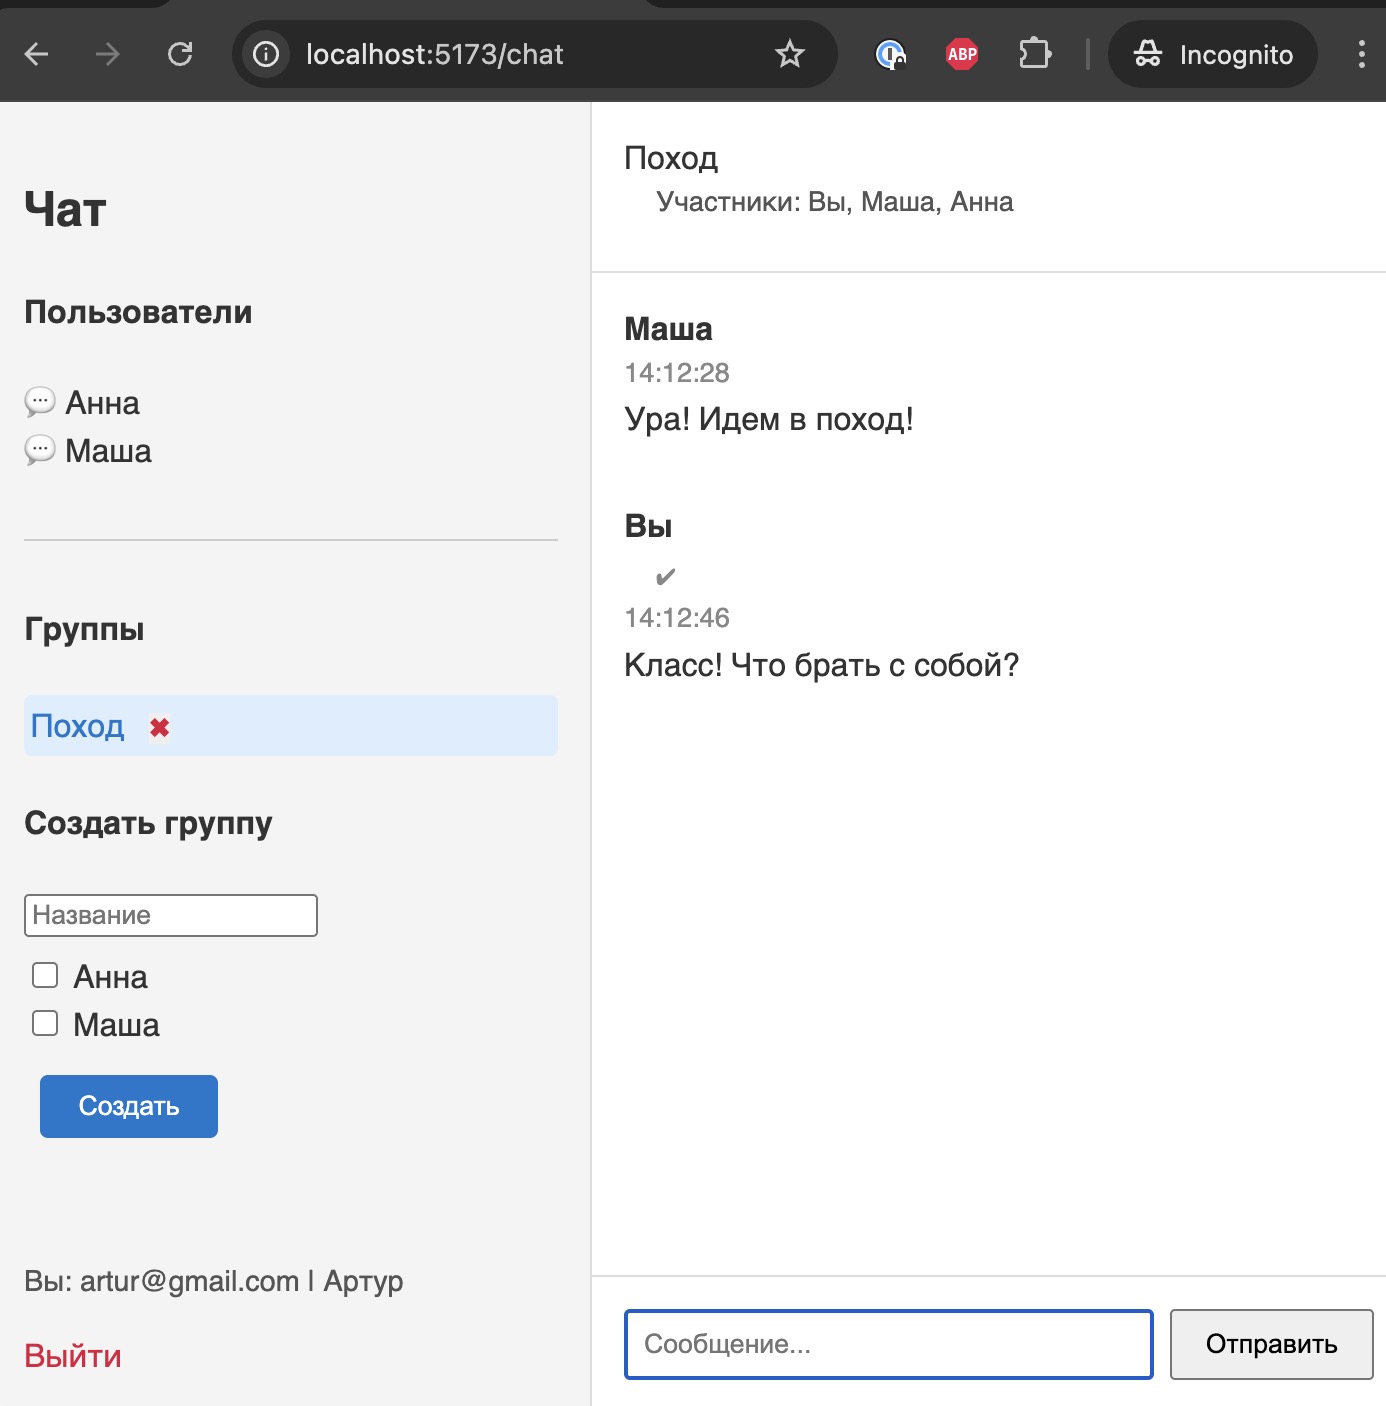 localhost:5173/chat
ABP
Incognito
Чат
Пользователи
Анна
Маша
Группы
Поход
Создать группу
Название
Анна
Маша
Создать
Вы: artur@gmail.com | Артур
Выйти
Поход
Участники: Вы, Маша, Анна
Маша
14:12:28
Ура! Идем в поход!
Вы
✔
14:12:46
Класс! Что брать с собой?
Сообщение...
Отправить